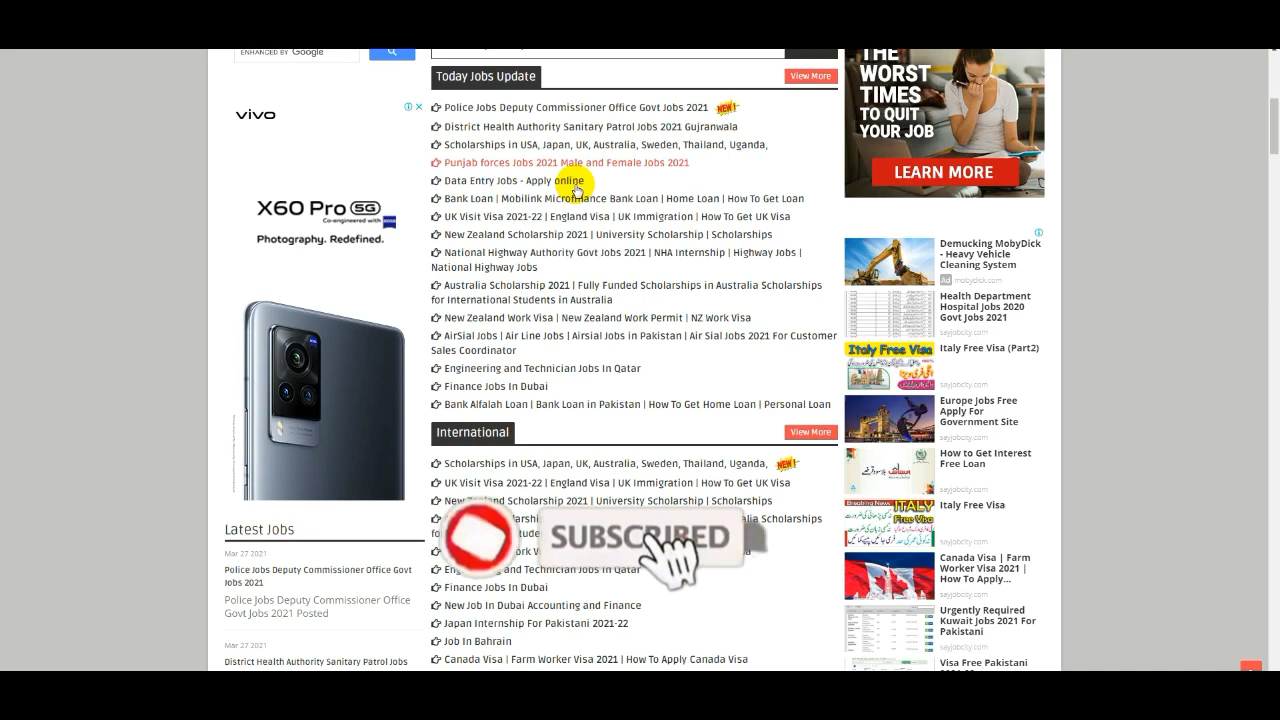 ENHANCED BY Google
vivo
X60 Pro 5G
Co-engineered with ZEISS
Photography. Redefined.
Latest Jobs
Mar 27 2021
Police Jobs Deputy Commissioner Office Govt
Jobs 2021
Police Jobs Deputy Commissioner Office
Govt Jobs 2021 Posted
Mar 27 2021
District Health Authority Sanitary Patrol Jobs
Today Jobs Update
View More
Police Jobs Deputy Commissioner Office Govt Jobs 2021 NEW!
District Health Authority Sanitary Patrol Jobs 2021 Gujranwala
Scholarships in USA, Japan, UK, Australia, Sweden, Thailand, Uganda,
Punjab forces Jobs 2021 Male and Female Jobs 2021
Data Entry Jobs - Apply online
Bank Loan | Mobilink Microfinance Bank Loan | Home Loan | How To Get Loan
UK Visit Visa 2021-22 | England Visa | UK Immigration | How To Get UK Visa
New Zealand Scholarship 2021 | University Scholarship | Scholarships
National Highway Authority Govt Jobs 2021 | NHA Internship | Highway Jobs |
National Highway Jobs
Australia Scholarship 2021 | Fully Funded Scholarships in Australia Scholarships
for International Students in Australia
New Zealand Work Visa | New Zealand Work Permit | NZ Work Visa
AirSial Jobs | Air Line Jobs | Airsial Jobs in Pakistan | Air Sial Jobs 2021 For Customer
Sales Coordinator
Engineering and Technician Jobs In Qatar
Finance Jobs In Dubai
Bank Alfalah Loan | Bank Loan in Pakistan | How To Get Home Loan | Personal Loan
International
View More
Scholarships in USA, Japan, UK, Australia, Sweden, Thailand, Uganda, NEW!
UK Visit Visa 2021-22 | England Visa | UK Immigration | How To Get UK Visa
New Zealand Scholarship 2021 | University Scholarship | Scholarships
Australia Scholarships
SUBSCRIBED
Engineering and Technician Jobs In Qatar
Finance Jobs In Dubai
New Job In Dubai Accounting and Finance
Japan Internship For Pakistani 2021-22
Job In Bahrain
Canada Visa | Farm Worker Visa 2021 | How To Apply Canada Visa
THE
WORST
TIMES
TO QUIT
YOUR JOB
LEARN MORE
Demucking MobyDick
- Heavy Vehicle
Cleaning System
Ad mobydick.com
Health Department
Hospital Jobs 2020
Govt Jobs 2021
sayjobcity.com
Italy Free Visa
Italy Free Visa (Part2)
sayjobcity.com
Europe Jobs Free
Apply For
Government Site
sayjobcity.com
How to Get Interest
Free Loan
sayjobcity.com
Breaking News ITALY
Free Visa
Italy Free Visa
sayjobcity.com
Canada Visa | Farm
Worker Visa 2021 |
How To Apply...
sayjobcity.com
Urgently Required
Kuwait Jobs 2021 For
Pakistani
sayjobcity.com
Visa Free Pakistani